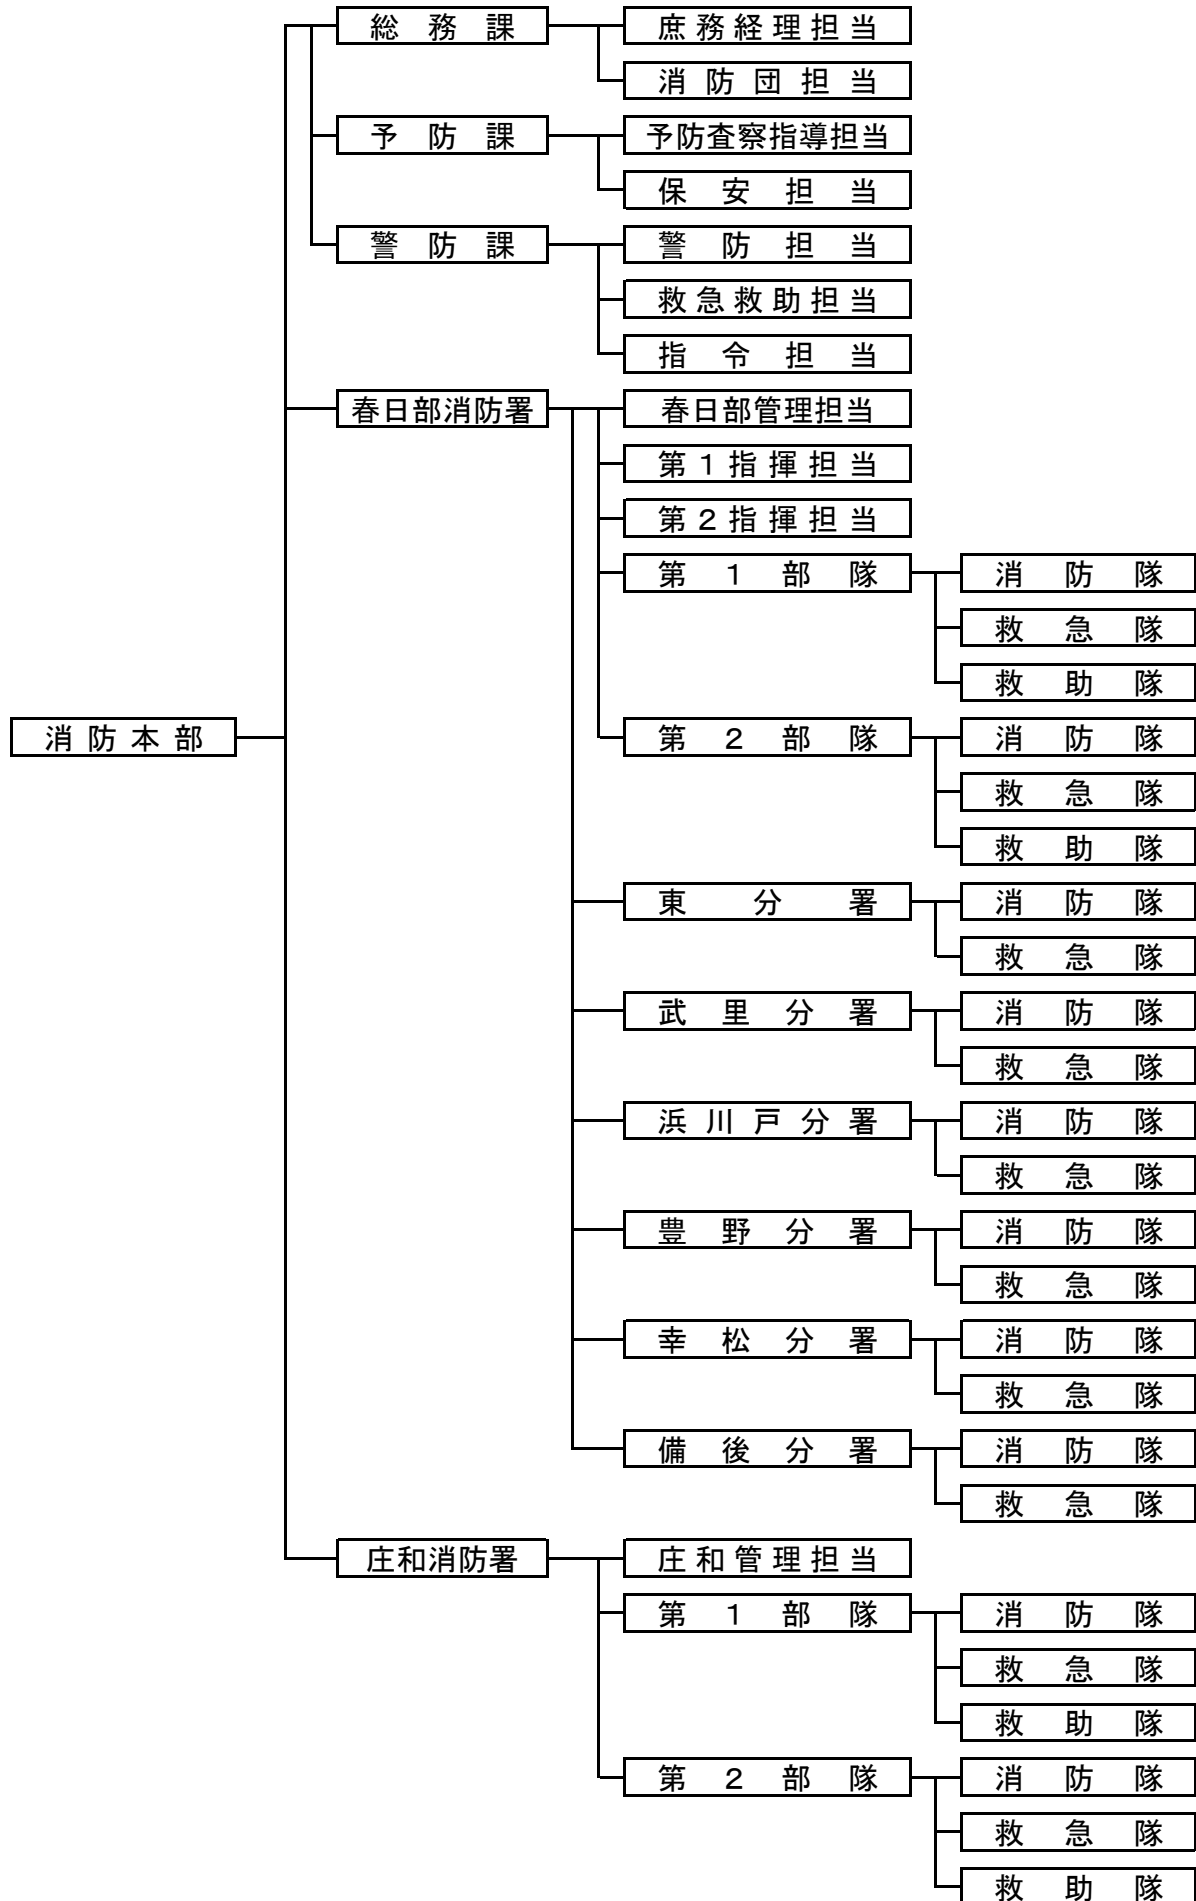 総務課 庶務経理担当
消防団担当
予防課 予防査察指導担当
保安担当
警防課 警防担当
救急救助担当
指令担当
春日部消防署 春日部管理担当
第1指揮担当
第2指揮担当
第1部隊 消防隊
救急隊
救助隊
消防本部 第2部隊 消防隊
救急隊
救助隊
東分署 消防隊
救急隊
武里分署 消防隊
救急隊
浜川戸分署 消防隊
救急隊
豊野分署 消防隊
救急隊
幸松分署 消防隊
救急隊
備後分署 消防隊
救急隊
庄和消防署 庄和管理担当
第1部隊 消防隊
救急隊
救助隊
第2部隊 消防隊
救急隊
救助隊